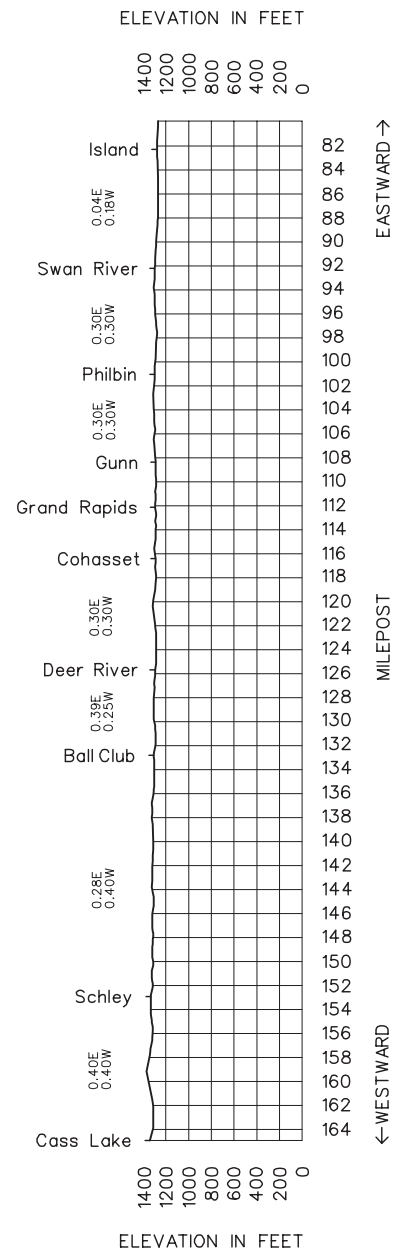 ELEVATION IN FEET
1400
1200
1000
800
600
400
200
0
Island
82
EASTWARD→
84
0.04E
0.18W
86
88
90
Swan River
92
94
0.30E
0.30W
96
98
100
Philbin
102
0.30E
0.30W
104
106
Gunn
108
110
Grand Rapids
112
114
Cohasset
116
118
0.30E
0.30W
120
122
MILEPOST
124
Deer River
126
0.39E
0.25W
128
130
132
Ball Club
134
136
138
140
142
0.28E
0.40W
144
146
148
150
152
Schley
154
156
←WESTWARD
0.40E
0.40W
158
160
162
164
Cass Lake
1400
1200
1000
800
600
400
200
0
ELEVATION IN FEET